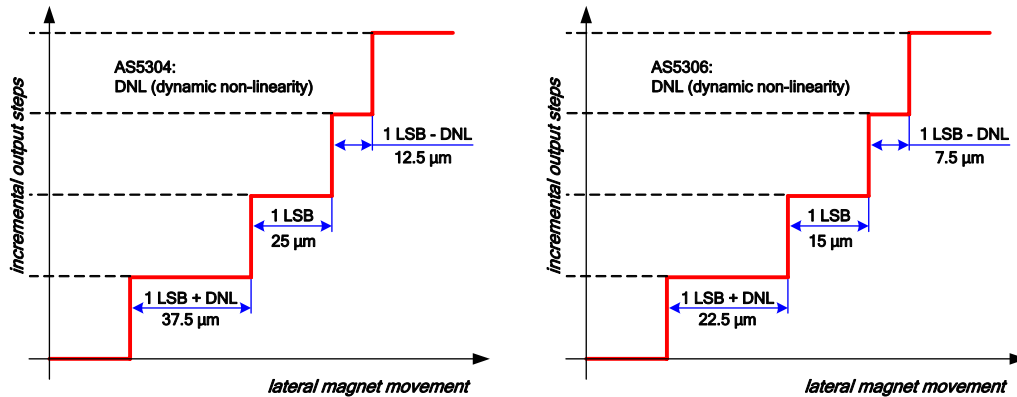 AS5304:
DNL (dynamic non-linearity)
incremental output steps
1 LSB - DNL
12.5 µm
1 LSB
25 µm
1 LSB + DNL
37.5 µm
lateral magnet movement
AS5306:
DNL (dynamic non-linearity)
incremental output steps
1 LSB - DNL
7.5 µm
1 LSB
15 µm
1 LSB + DNL
22.5 µm
lateral magnet movement